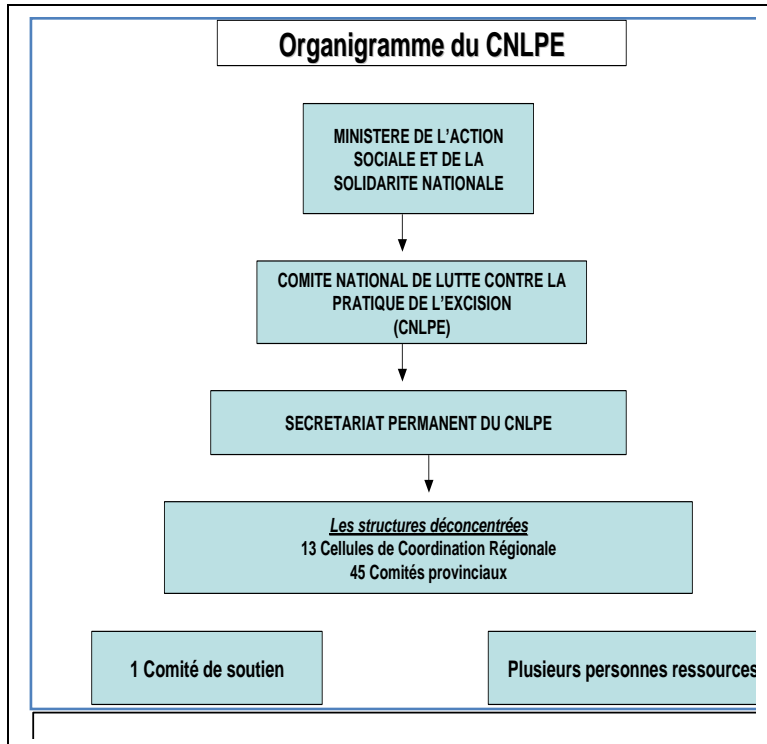 Organigramme du CNLPE
MINISTERE DE L'ACTION
SOCIALE ET DE LA
SOLIDARITE NATIONALE
COMITE NATIONAL DE LUTTE CONTRE LA
PRATIQUE DE L'EXCISION
(CNLPE)
SECRETARIAT PERMANENT DU CNLPE
Les structures déconcentrées
13 Cellules de Coordination Régionale
45 Comités provinciaux
1 Comité de soutien
Plusieurs personnes ressources